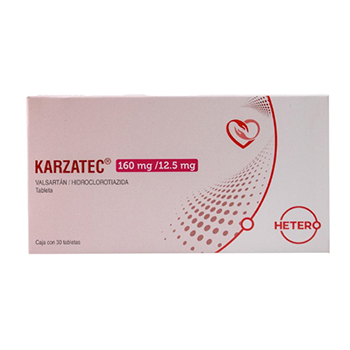 KARZATEC® 160 mg /12.5 mg
VALSARTÁN / HIDROCLOROTIAZIDA
Tableta
HETERO
Caja con 30 tabletas